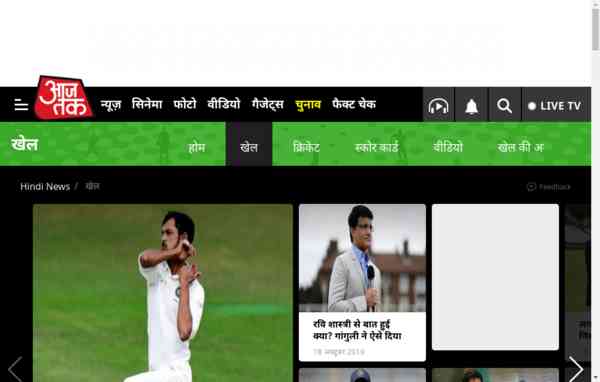 आज तक
न्यूज़ सिनेमा फोटो वीडियो गैजेट्स चुनाव फैक्ट चेक LIVE TV
खेल होम खेल क्रिकेट स्कोर कार्ड वीडियो खेल की
Hindi News / खेल Feedback
रवि शास्त्री से बात हुई
क्या? गांगुली ने ऐसे दिया
18 अक्टूबर 2019